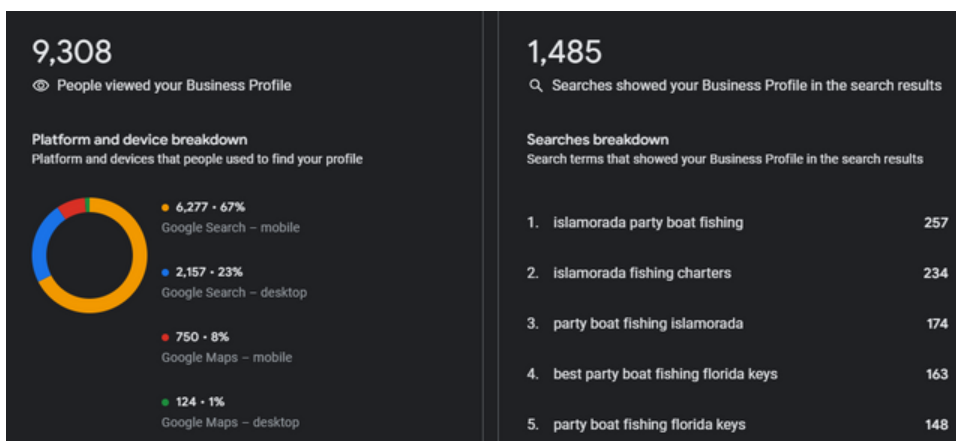 9,308
People viewed your Business Profile
Platform and device breakdown
Platform and devices that people used to find your profile
6,277 • 67%
Google Search – mobile
2,157 • 23%
Google Search – desktop
750 • 8%
Google Maps – mobile
124 • 1%
Google Maps – desktop
1,485
Searches showed your Business Profile in the search results
Searches breakdown
Search terms that showed your Business Profile in the search results
1. islamorada party boat fishing 257
2. islamorada fishing charters 234
3. party boat fishing islamorada 174
4. best party boat fishing florida keys 163
5. party boat fishing florida keys 148